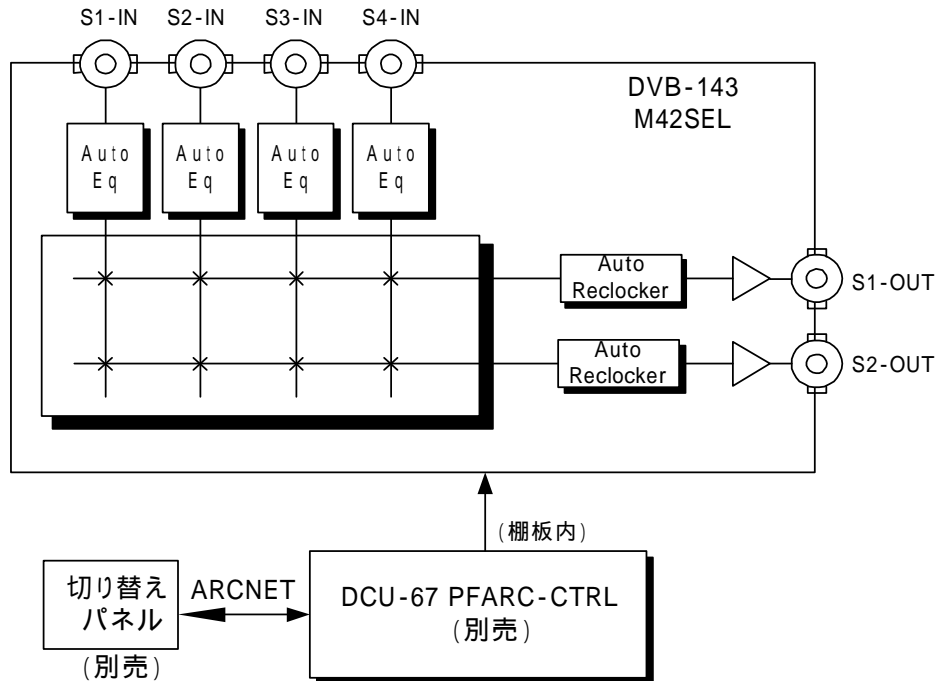 S1-IN S2-IN S3-IN S4-IN
DVB-143
M42SEL
Auto Auto Auto Auto
Eq Eq Eq Eq
Auto
Reclocker
S1-OUT
Auto
Reclocker
S2-OUT
(棚板内)
切り替え
パネル
(別売)
ARCNET
DCU-67 PFARC-CTRL
(別売)